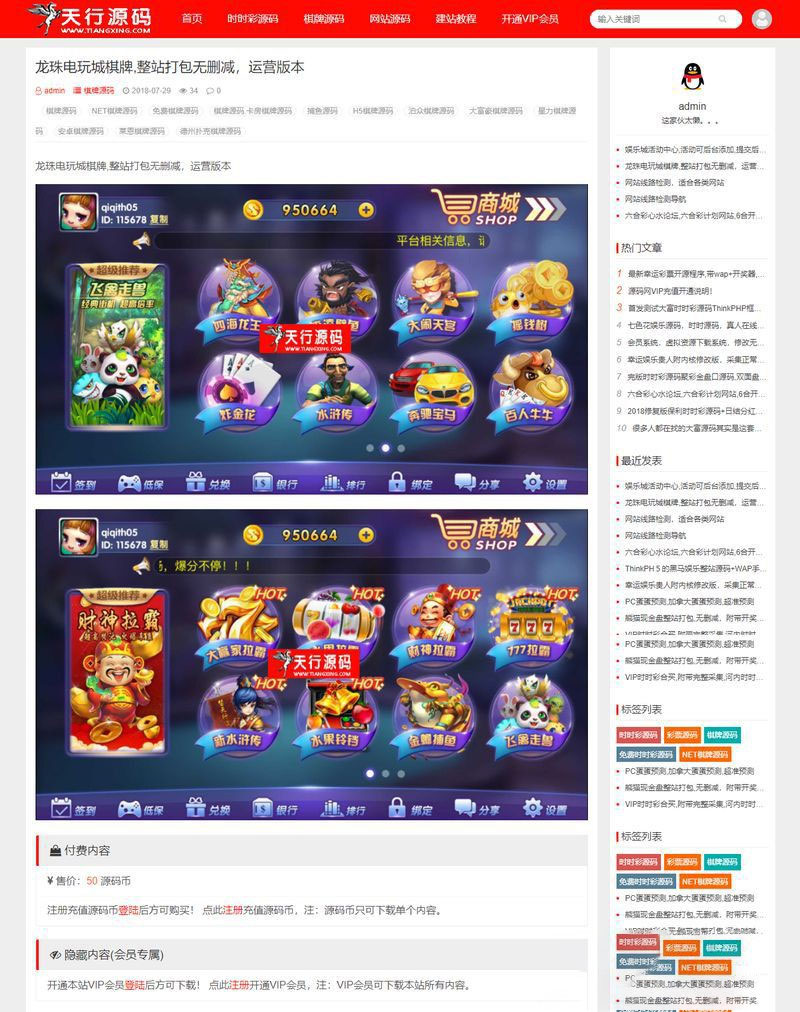 天行源码
WWW.TIANGXING.COM
首页 时时彩源码 棋牌源码 网站源码 建站教程 开通VIP会员
输入关键词
龙珠电玩城棋牌,整站打包无删减，运营版本
admin 棋牌源码 2018-07-29 34 0
棋牌源码 NET棋牌源码 免费棋牌源码 棋牌源码.卡房棋牌源码 捕鱼源码 H5棋牌源码 泊众棋牌源码 大富豪棋牌源码 星力棋牌源
码 安卓棋牌源码 莱恩棋牌源码 德州扑克棋牌源码
龙珠电玩城棋牌,整站打包无删减，运营版本
qiqith05
ID: 115678 复制
950664
商城
SHOP
平台相关信息，
超级推荐
飞禽走兽
经典街机 超高倍率
四海龙王
大闹天宫
摇钱树
天行源码
WWW.TIANGXING.COM
炸金龙
水浒传
奔驰宝马
百人牛牛
签到 低保 兑换 银行 排行 绑定 分享 设置
qiqith05
ID: 115678 复制
950664
商城
SHOP
，爆分不停！！！
超级推荐
财神拉霸
HOT
HOT
HOT
HOT
大赢家拉霸
财神拉霸
JACKPOT
777
777拉霸
天行源码
WWW.TIANGXING.COM
HOT
HOT
新水浒传
水果铃铛
金蟾捕鱼
飞禽走兽
签到 低保 兑换 银行 排行 绑定 分享 设置
付费内容
¥ 售价：50 源码币
注册充值源码币登陆后方可购买！ 点此注册充值源码币，注：源码币只可下载单个内容。
隐藏内容(会员专属)
开通本站VIP会员登陆后方可下载！ 点此注册开通VIP会员，注：VIP会员可下载本站所有内容。
admin
这家伙太懒。。。
娱乐城活动中心,活动可后台添加,提交后...
龙珠电玩城棋牌,整站打包无删减，运营...
网站线路检测，适合各类网站
网站线路检测导航
六合彩心水论坛,六合彩计划网站,6合开...
热门文章
1 最新幸运彩票开源程序,带wap+开奖器,...
2 源码网VIP充值开通说明！
3 首发测试大富时时彩源码ThinkPHP框...
4 七色花娱乐源码，时时源码，真人在线...
5 会员系统、虚拟资源下载系统、修改无...
6 幸运娱乐奥人附内核修改版，采集正常...
7 完版时时彩源码聚彩金盘口源码,双面盘...
8 六合彩心水论坛,六合彩计划网站,6合开...
9 2018修复版保利时时彩源码+日结分红...
10 很多人都在找的大富源码其实是这套...
最近发表
娱乐城活动中心,活动可后台添加,提交后...
龙珠电玩城棋牌,整站打包无删减，运营...
网站线路检测，适合各类网站
网站线路检测导航
六合彩心水论坛,六合彩计划网站,6合开...
ThinkPH 5 的黑马娱乐整站源码+WAP手...
幸运娱乐奥人附内核修改版，采集正常...
PC蛋蛋预测,加拿大蛋蛋预测,超准预测
熊猫现金盘整站打包,无删减，附带开奖...
PC蛋蛋预测,加拿大蛋蛋预测,超准预测
熊猫现金盘整站打包,无删减，附带开奖...
VIP时时彩合买,附带完整采集,河内时时...
标签列表
时时彩源码 彩票源码 棋牌源码
免费时时彩源码 NET棋牌源码
PC蛋蛋预测,加拿大蛋蛋预测,超准预测
熊猫现金盘整站打包,无删减，附带开奖...
VIP时时彩合买,附带完整采集,河内时时...
标签列表
时时彩源码 彩票源码 棋牌源码
免费时时彩源码 NET棋牌源码
PC蛋蛋预测,加拿大蛋蛋预测,超准预测
熊猫现金盘整站打包,无删减，附带开奖...
时时彩源码 彩票源码 棋牌源码
免费时时 源码 NET棋牌源码
PC蛋蛋预测,加拿大蛋蛋预测,超准预测
熊猫现金盘整站打包,无删减，附带开奖...